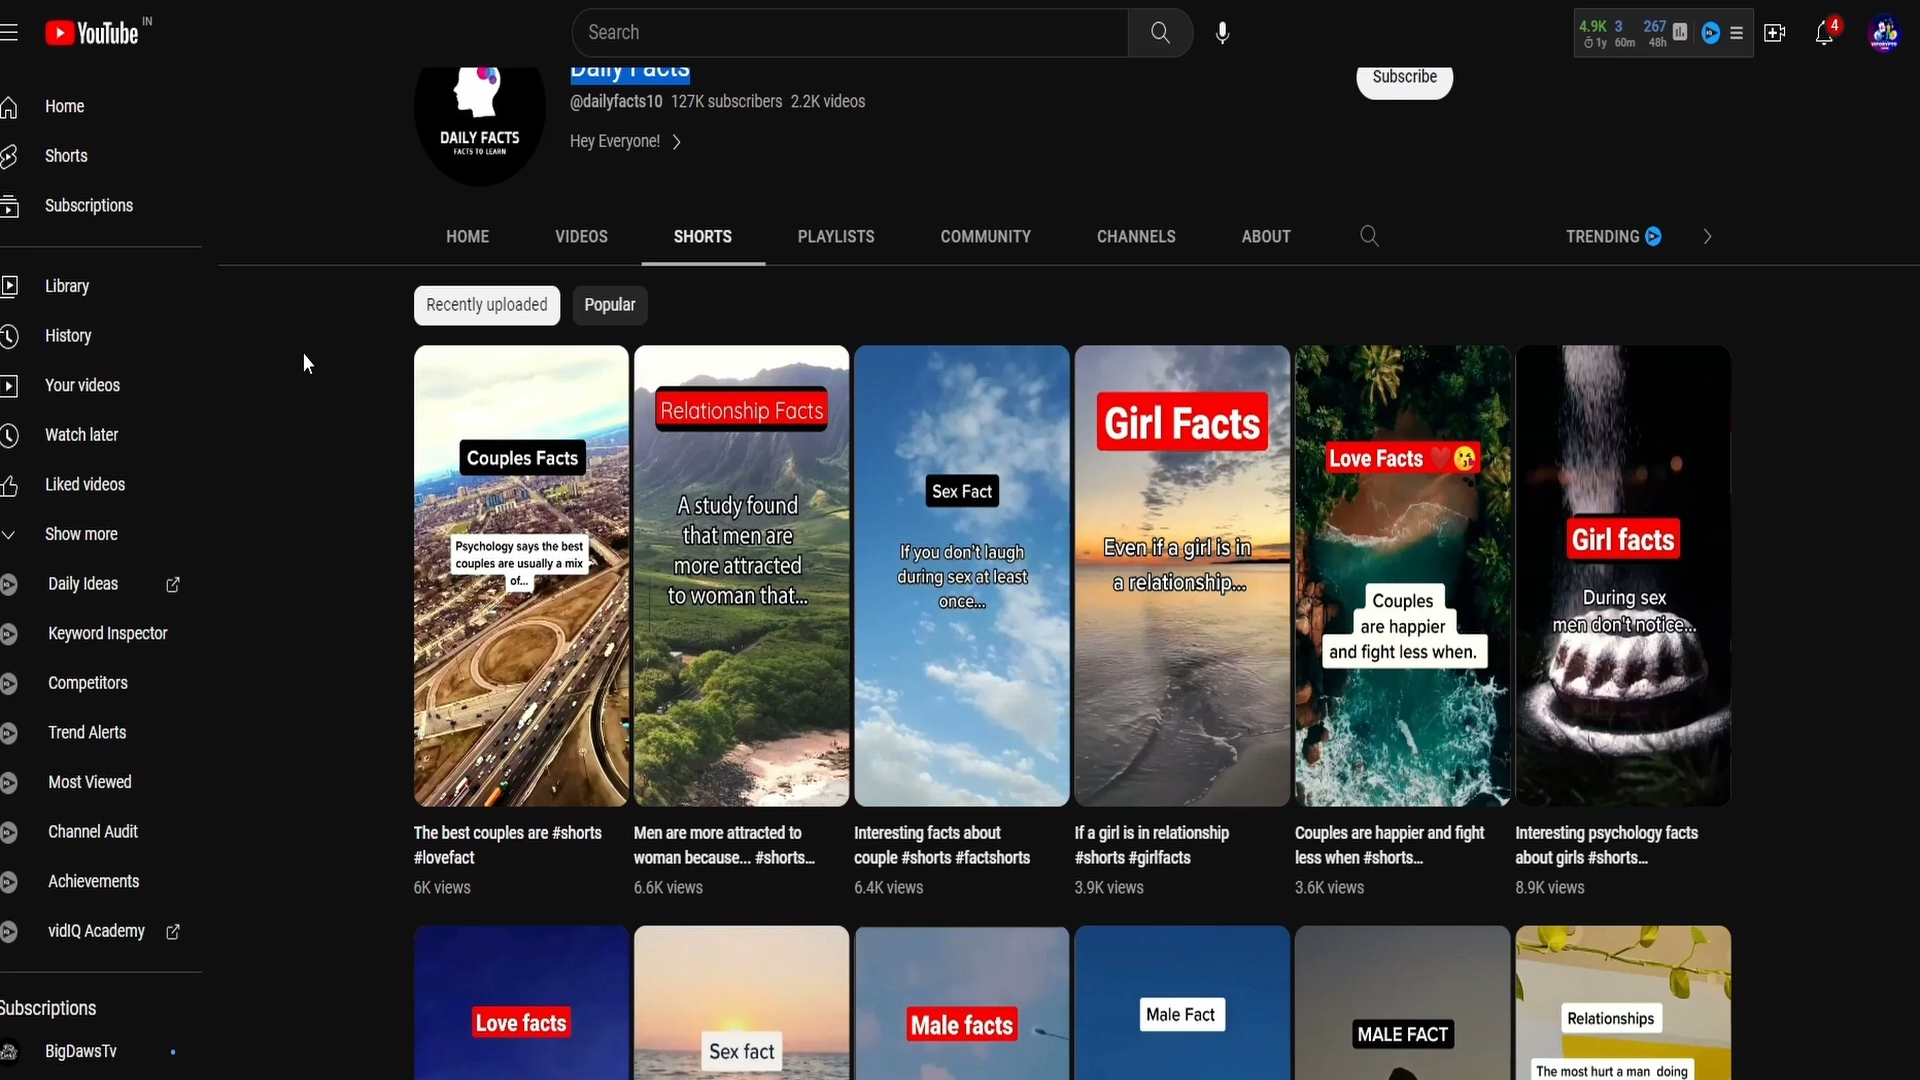 YouTube IN
Search
4.9K 3 267
1y 60m 48h
4
Home
Shorts
Subscriptions
Library
History
Your videos
Watch later
Liked videos
Show more
Daily Ideas
Keyword Inspector
Competitors
Trend Alerts
Most Viewed
Channel Audit
Achievements
vidIQ Academy
Subscriptions
BigDawsTv
DAILY FACTS
FACTS TO LEARN
Daily Facts
@dailyfacts10 127K subscribers 2.2K videos
Hey Everyone!
Subscribe
HOME VIDEOS SHORTS PLAYLISTS COMMUNITY CHANNELS ABOUT TRENDING
Recently uploaded Popular
Couples Facts
Psychology says the best
couples are usually a mix
of...
The best couples are #shorts
#lovefact
6K views
Relationship Facts
A study found
that men are
more attracted
to woman that...
Men are more attracted to
woman because... #shorts...
6.6K views
Sex Fact
If you don't laugh
during sex at least
once...
Interesting facts about
couple #shorts #factshorts
6.4K views
Girl Facts
Even if a girl is in
a relationship...
If a girl is in relationship
#shorts #girlfacts
3.9K views
Love Facts ❤️😘
Couples
are happier
and fight less when.
Couples are happier and fight
less when #shorts...
3.6K views
Girl facts
During sex
men don't notice...
Interesting psychology facts
about girls #shorts...
8.9K views
Love facts
Sex fact
Male facts
Male Fact
MALE FACT
Relationships
The most hurt a man doing